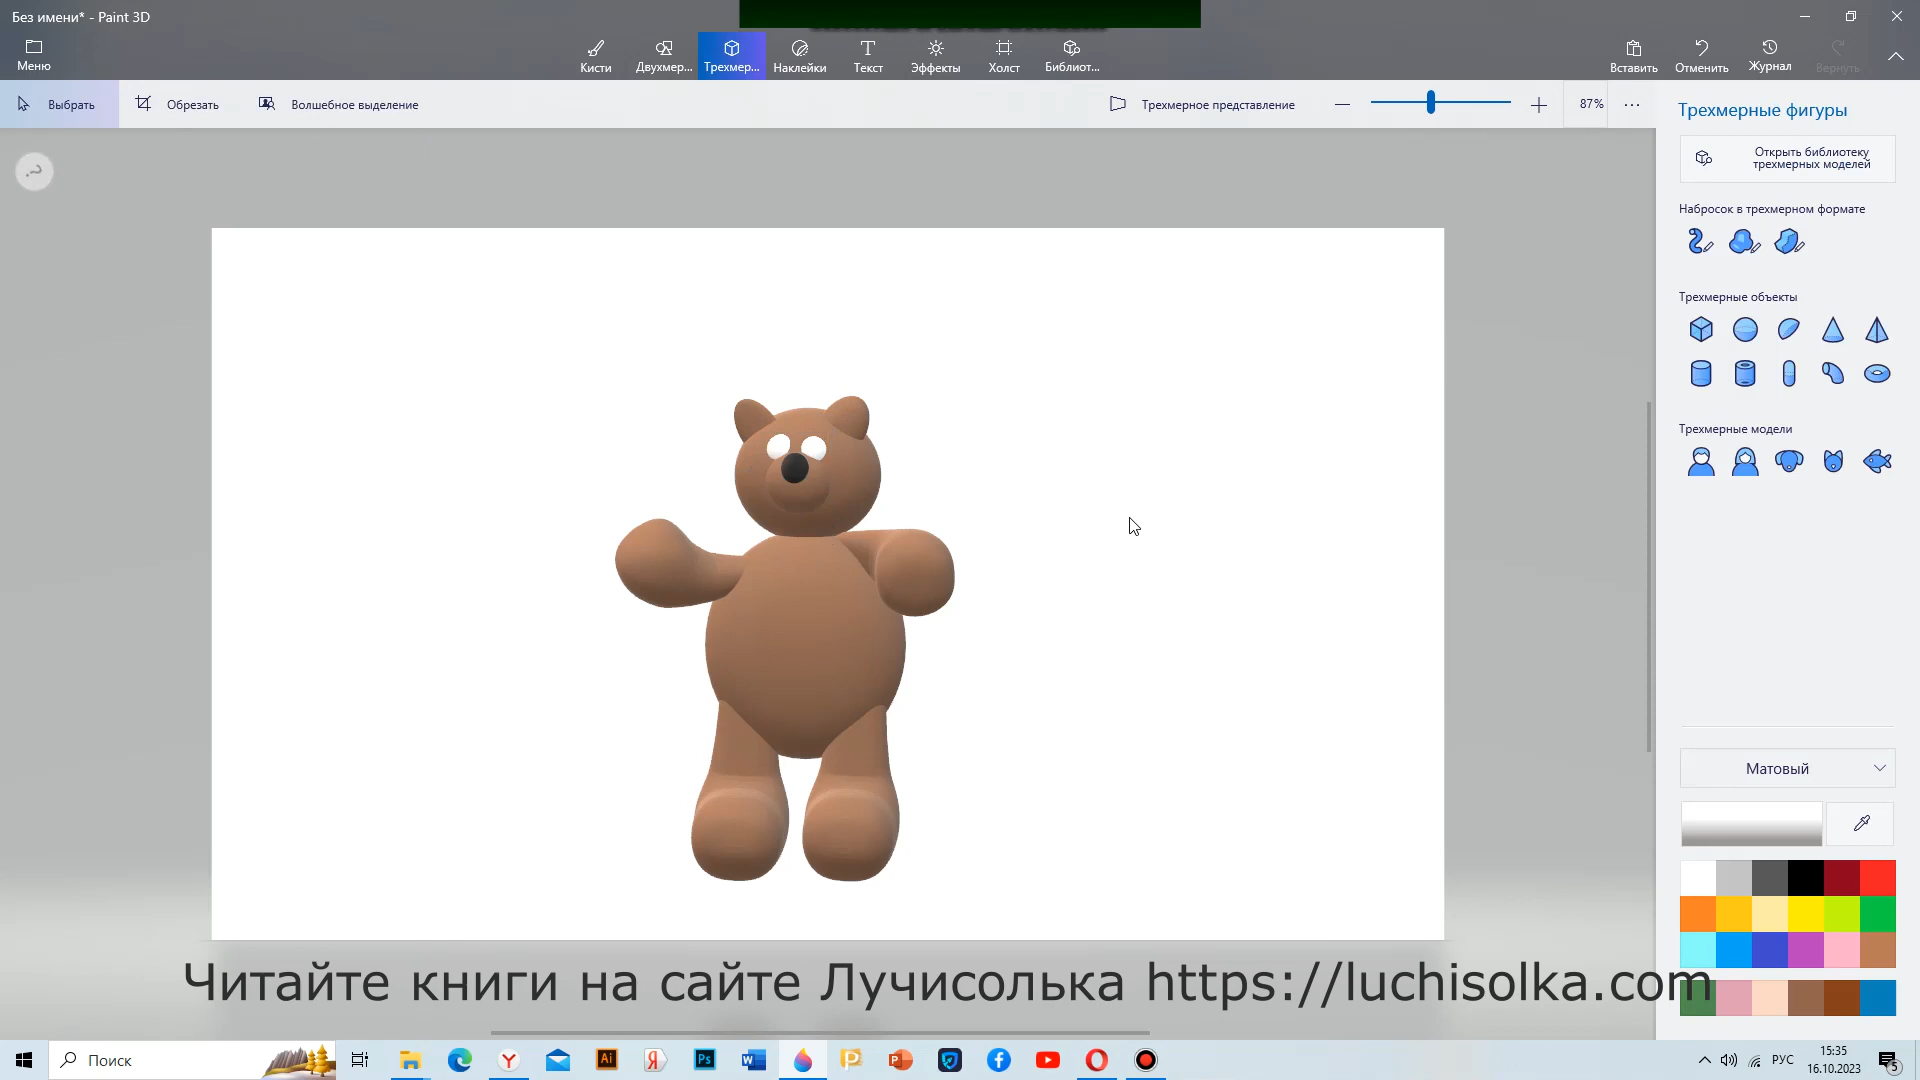 Без имени* - Paint 3D
Меню
Кисти
Двухмер...
Трехмер...
Наклейки
Текст
Эффекты
Холст
Библиот...
Вставить
Отменить
Журнал
Вернуть
Выбрать
Обрезать
Волшебное выделение
Трехмерное представление
87%
Трехмерные фигуры
Открыть библиотеку
трехмерных моделей
Набросок в трехмерном формате
Трехмерные объекты
Трехмерные модели
Матовый
Читайте книги на сайте Лучисолька https://luchisolka.com
Поиск
РУС
15:35
16.10.2023
5